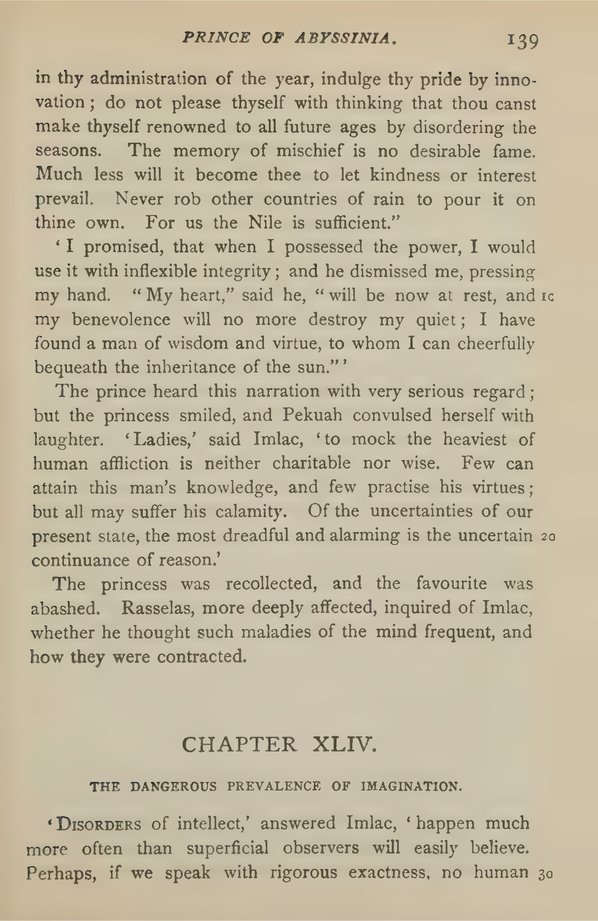 PRINCE OF ABYSSINIA. 139
in thy administration of the year, indulge thy pride by inno-
vation ; do not please thyself with thinking that thou canst
make thyself renowned to all future ages by disordering the
seasons. The memory of mischief is no desirable fame.
Much less will it become thee to let kindness or interest
prevail. Never rob other countries of rain to pour it on
thine own. For us the Nile is sufficient.”
‘ I promised, that when I possessed the power, I would
use it with inflexible integrity ; and he dismissed me, pressing
my hand. “ My heart,” said he, “ will be now at rest, and 10
my benevolence will no more destroy my quiet ; I have
found a man of wisdom and virtue, to whom I can cheerfully
bequeath the inheritance of the sun.” ’
The prince heard this narration with very serious regard ;
but the princess smiled, and Pekuah convulsed herself with
laughter. ‘ Ladies,’ said Imlac, ‘ to mock the heaviest of
human affliction is neither charitable nor wise. Few can
attain this man’s knowledge, and few practise his virtues ;
but all may suffer his calamity. Of the uncertainties of our
present state, the most dreadful and alarming is the uncertain 20
continuance of reason.’
The princess was recollected, and the favourite was
abashed. Rasselas, more deeply affected, inquired of Imlac,
whether he thought such maladies of the mind frequent, and
how they were contracted.
CHAPTER XLIV.
THE DANGEROUS PREVALENCE OF IMAGINATION.
‘ DISORDERS of intellect,’ answered Imlac, ‘ happen much
more often than superficial observers will easily believe.
Perhaps, if we speak with rigorous exactness, no human 30